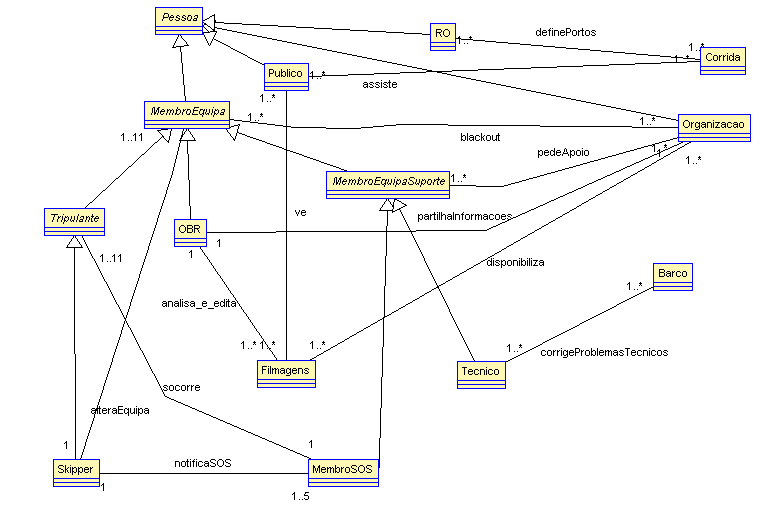 Pessoa
RO
definePortos
1..*
1..*
1..*
Corrida
Publico
1..*
assiste
1..*
MembroEquipa
1..*
1..*
Organizacao
1..11
blackout
pedeApoio
1..*
1
1..*
MembroEquipaSuporte
1..*
Tripulante
ve
partilhaInformacoes
OBR
1
1
1..11
disponibiliza
Barco
1..*
analisa_e_edita
1..*
1..*
1..*
1..*
corrigeProblemasTecnicos
Filmagens
Tecnico
socorre
alteraEquipa
1
1
notificaSOS
Skipper
MembroSOS
1
1..5